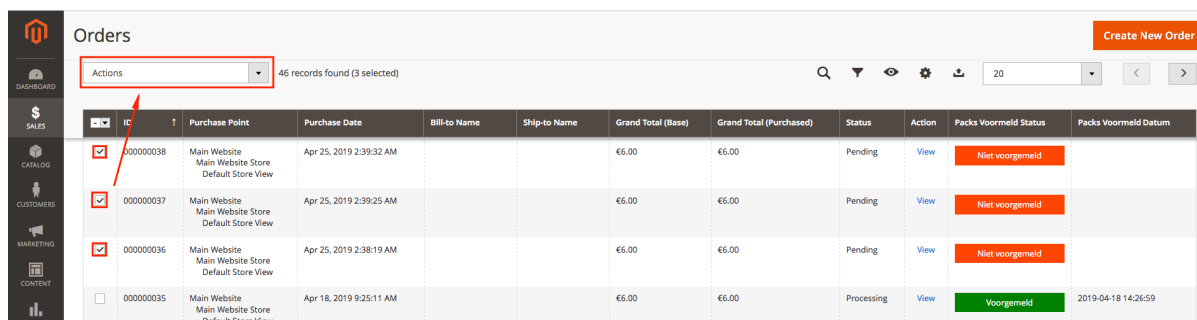 Orders
Create New Order
Actions
46 records found (3 selected)
20
DASHBOARD
SALES
CATALOG
CUSTOMERS
MARKETING
CONTENT
ID Purchase Point Purchase Date Bill-to Name Ship-to Name Grand Total (Base) Grand Total (Purchased) Status Action Packs Voormeld Status Packs Voormeld Datum
000000038 Main Website Apr 25, 2019 2:39:32 AM €6.00 €6.00 Pending View Niet voorgemeld
Main Website Store
Default Store View
000000037 Main Website Apr 25, 2019 2:39:25 AM €6.00 €6.00 Pending View Niet voorgemeld
Main Website Store
Default Store View
000000036 Main Website Apr 25, 2019 2:38:19 AM €6.00 €6.00 Pending View Niet voorgemeld
Main Website Store
Default Store View
000000035 Main Website Apr 18, 2019 9:25:11 AM €6.00 €6.00 Processing View Voorgemeld 2019-04-18 14:26:59
Main Website Store
Default Store View